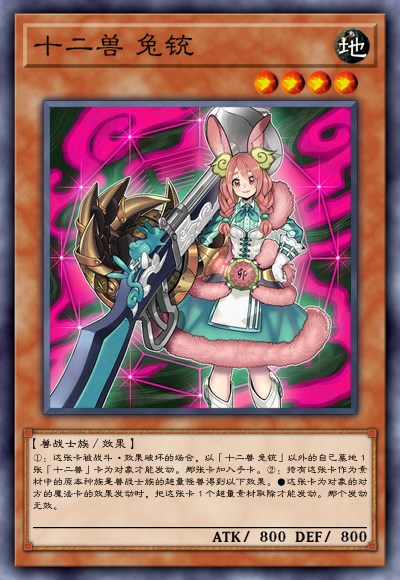 十二兽 兔铳
地
卯
【兽战士族／效果】
①：这张卡被战斗·效果破坏的场合，以「十二兽 兔铳」以外的自己墓地１
张「十二兽」卡为对象才能发动。那张卡加入手卡。②：持有这张卡作为素
材中的原本种族是兽战士族的超量怪兽得到以下效果。●这张卡为对象的对
方的魔法卡的效果发动时，把这张卡１个超量素材取除才能发动。那个发动
无效。
ATK/ 800 DEF/ 800